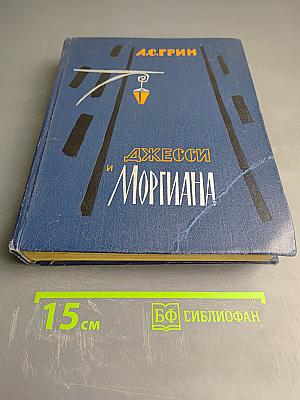 А.С.ГРИН
ДЖЕССИ
И
МОРГИАНА
15 см
БФ БИБЛИОФАН